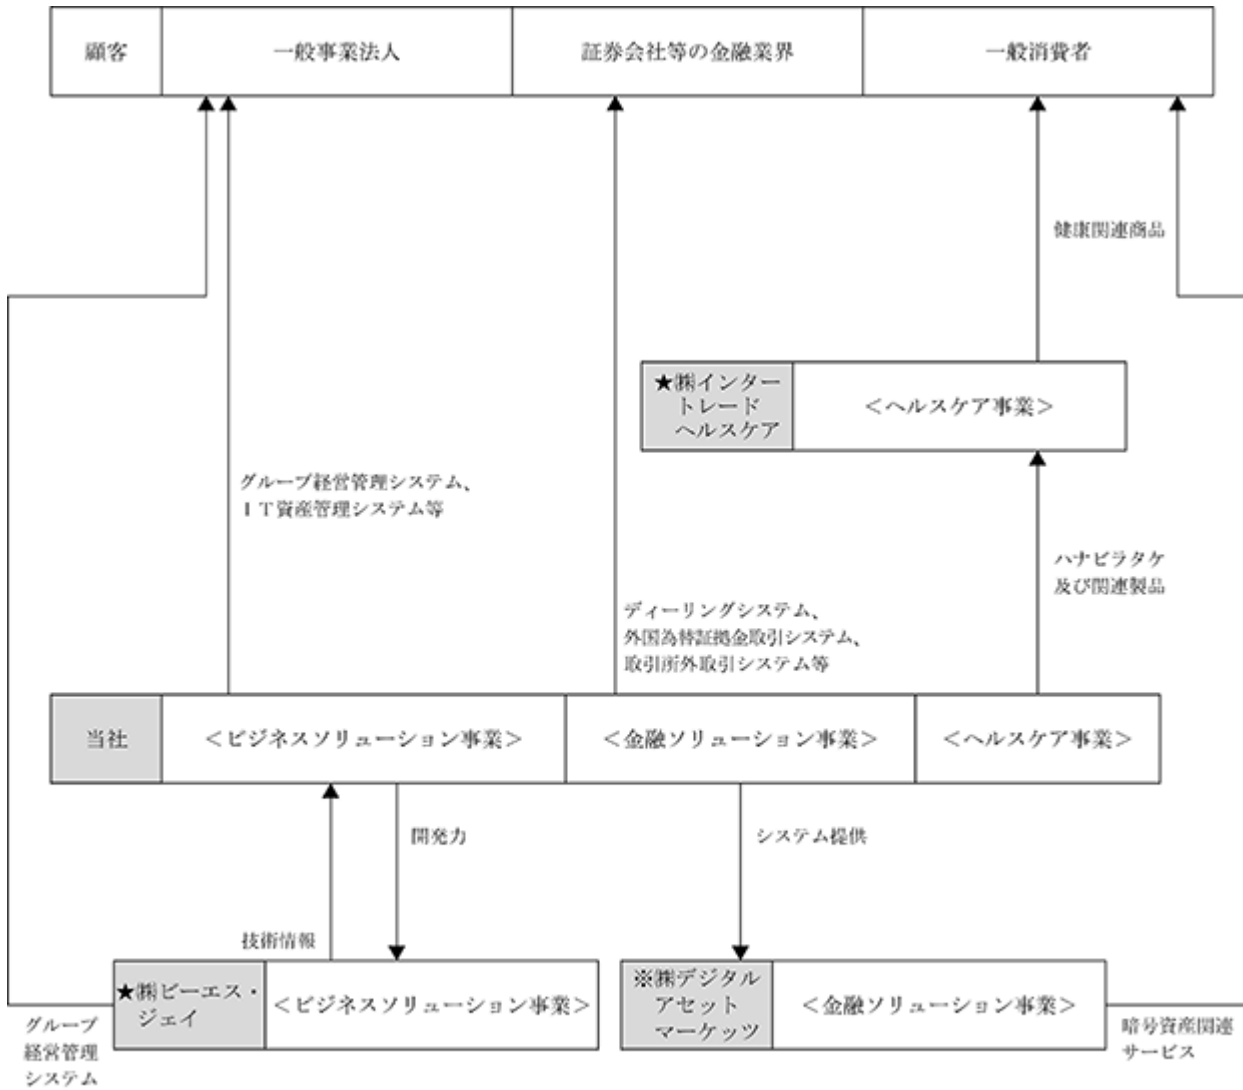 顧客
一般事業法人
証券会社等の金融業界
一般消費者
健康関連商品
★㈱インター
トレード
ヘルスケア
＜ヘルスケア事業＞
グループ経営管理システム、
ＩＴ資産管理システム等
ハナビラタケ
及び関連製品
ディーリングシステム、
外国為替証拠金取引システム、
取引所外取引システム等
当社
＜ビジネスソリューション事業＞
＜金融ソリューション事業＞
＜ヘルスケア事業＞
開発力
システム提供
技術情報
★㈱ビーエス・
ジェイ
＜ビジネスソリューション事業＞
※㈱デジタル
アセット
マーケッツ
＜金融ソリューション事業＞
グループ
経営管理
システム
暗号資産関連
サービス